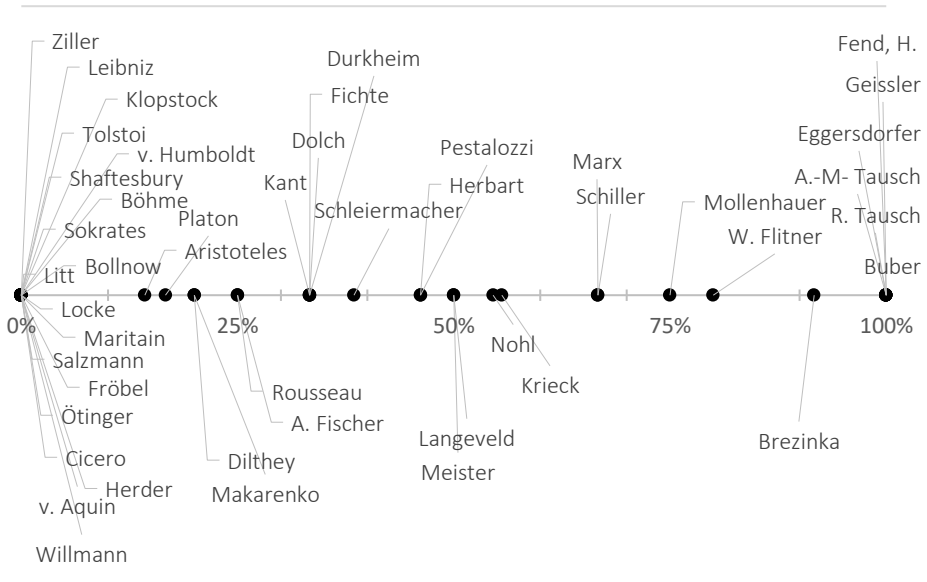 Ziller
Leibniz
Klopstock
Tolstoi
v. Humboldt
Shaftesbury
Böhme
Platon
Sokrates
Aristoteles
Litt
Bollnow
Durkheim
Fichte
Dolch
Kant
Schleiermacher
Pestalozzi
Herbart
Marx
Schiller
Mollenhauer
W. Flitner
Fend, H.
Geissler
Eggersdorfer
A.-M- Tausch
R. Tausch
Buber
0%
25%
50%
75%
100%
Locke
Maritain
Salzmann
Fröbel
Ötinger
Cicero
Herder
v. Aquin
Willmann
Rousseau
A. Fischer
Dilthey
Makarenko
Nohl
Krieck
Langeveld
Meister
Brezinka